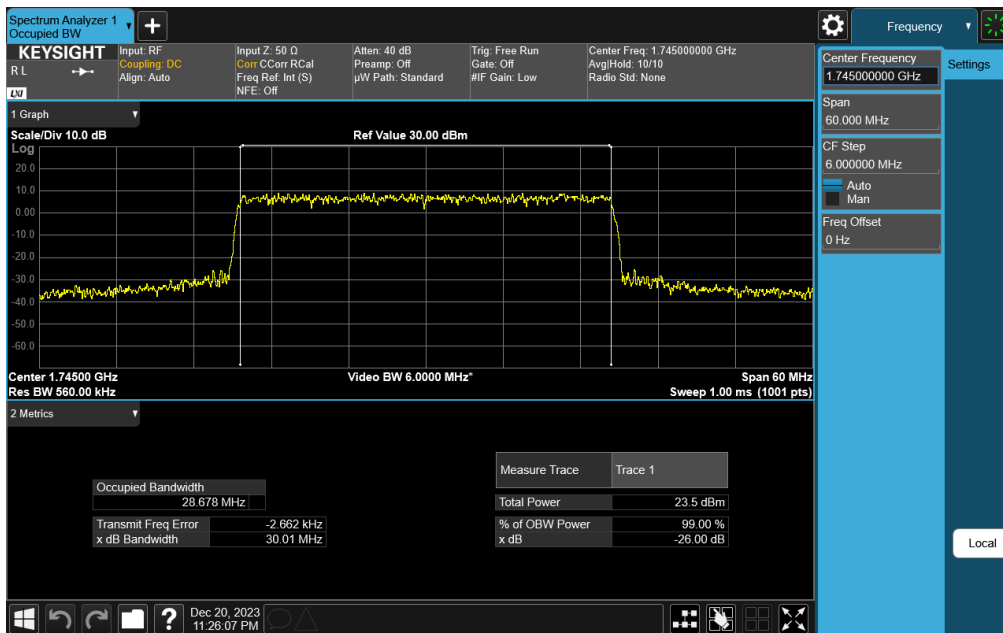 Spectrum Analyzer 1
Occupied BW
Frequency
KEYSIGHT
R L
LXI
Input: RF
Coupling: DC
Align: Auto
Input Z: 50 Ω
Corr CCorr RCal
Freq Ref: Int (S)
NFE: Off
Atten: 40 dB
Preamp: Off
µW Path: Standard
Trig: Free Run
Gate: Off
#IF Gain: Low
Center Freq: 1.745000000 GHz
Avg|Hold: 10/10
Radio Std: None
Center Frequency
1.745000000 GHz
Settings
Span
60.000 MHz
CF Step
6.000000 MHz
Auto
Man
Freq Offset
0 Hz
Local
1 Graph
Scale/Div 10.0 dB
Ref Value 30.00 dBm
Log
20.0
10.0
0.00
-10.0
-20.0
-30.0
-40.0
-50.0
-60.0
Center 1.74500 GHz
Video BW 6.0000 MHz*
Span 60 MHz
Res BW 560.00 kHz
Sweep 1.00 ms (1001 pts)
2 Metrics
Measure Trace Trace 1
Occupied Bandwidth
28.678 MHz
Total Power 23.5 dBm
Transmit Freq Error -2.662 kHz
% of OBW Power 99.00 %
x dB Bandwidth 30.01 MHz
x dB -26.00 dB
?
Dec 20, 2023
11:26:07 PM